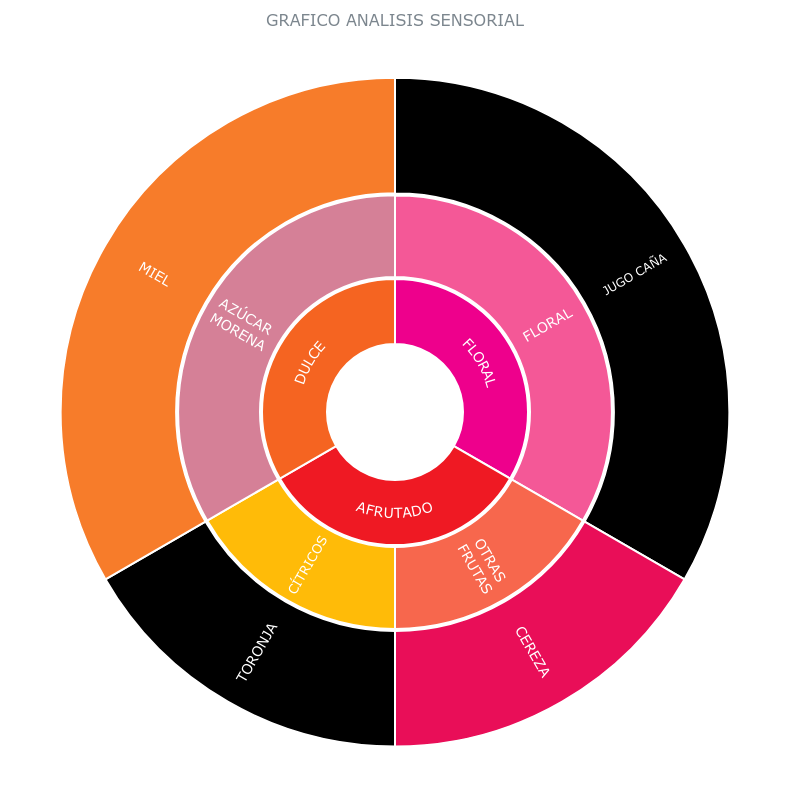 GRAFICO ANALISIS SENSORIAL
FLORAL
FLORAL
JUGO CAÑA
AFRUTADO
OTRAS
FRUTAS
CEREZA
CÍTRICOS
TORONJA
DULCE
AZÚCAR
MORENA
MIEL